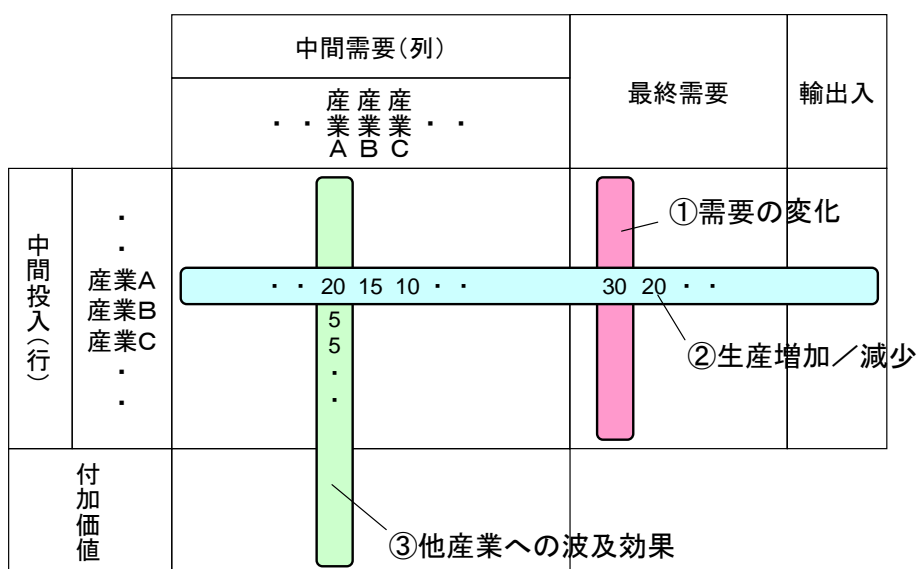 中間需要（列）
最終需要
輸出入
・ ・ 産業A 産業B 産業C ・ ・
①需要の変化
中間投入（行）
・
・
産業A
産業B
産業C
・
・
・ ・ 20 15 10 ・ ・ 30 20 ・ ・
5
5
・
・
②生産増加／減少
付加価値
③他産業への波及効果